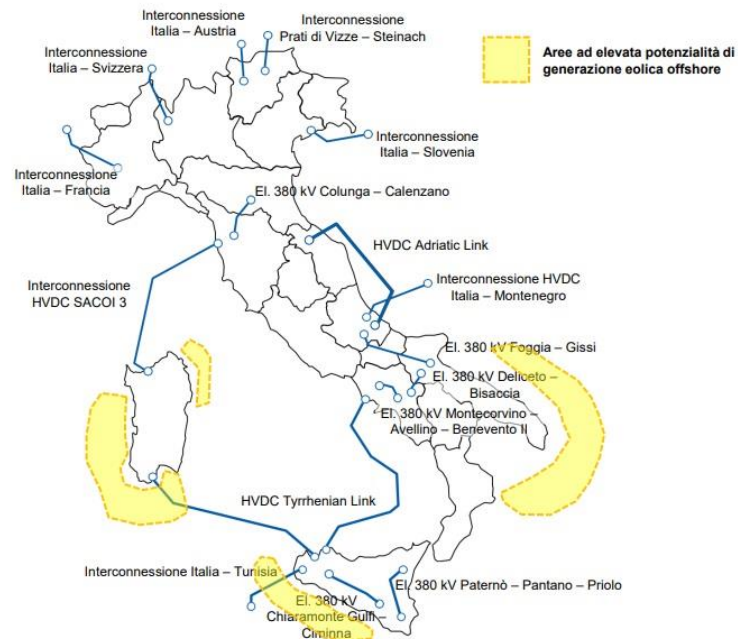 Interconnessione
Italia – Austria
Interconnessione
Prati di Vizze – Steinach
Interconnessione
Italia – Svizzera
Aree ad elevata potenzialità di
generazione eolica offshore
Interconnessione
Italia – Slovenia
Interconnessione
Italia – Francia
El. 380 kV Colunga – Calenzano
HVDC Adriatic Link
Interconnessione
HVDC SACOI 3
Interconnessione HVDC
Italia – Montenegro
El. 380 kV Foggia – Gissi
El. 380 kV Deliceto –
Bisaccia
El. 380 kV Montecorvino –
Avellino – Benevento II
HVDC Tyrrhenian Link
Interconnessione Italia – Tunisia
El. 380 kV Paternò – Pantano – Priolo
El. 380 kV
Chiaramonte Gulfi –
Ciminna